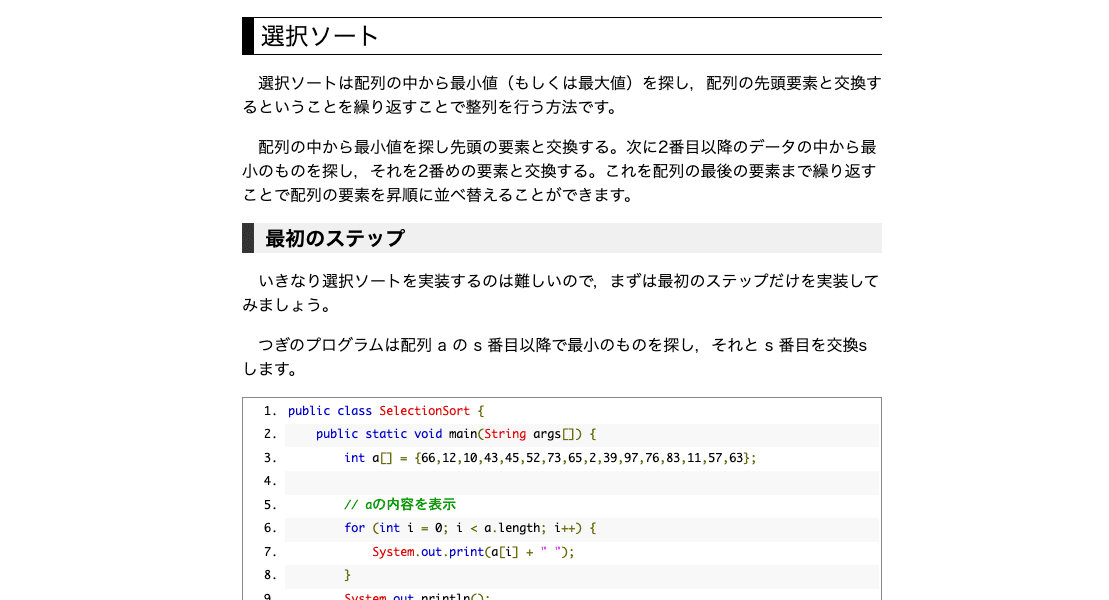 選択ソート
選択ソートは配列の中から最小値（もしくは最大値）を探し，配列の先頭要素と交換す
るということを繰り返すことで整列を行う方法です。
配列の中から最小値を探し先頭の要素と交換する。次に2番目以降のデータの中から最
小のものを探し，それを2番めの要素と交換する。これを配列の最後の要素まで繰り返す
ことで配列の要素を昇順に並べ替えることができます。
最初のステップ
いきなり選択ソートを実装するのは難しいので，まずは最初のステップだけを実装して
みましょう。
つぎのプログラムは配列 a の s 番目以降で最小のものを探し，それと s 番目を交換s
します。
1. public class SelectionSort {
2.     public static void main(String args[]) {
3.         int a[] = {66,12,10,43,45,52,73,65,2,39,97,76,83,11,57,63};
4.
5.         // aの内容を表示
6.         for (int i = 0; i < a.length; i++) {
7.             System.out.print(a[i] + " ");
8.         }
9.         System.out.println();